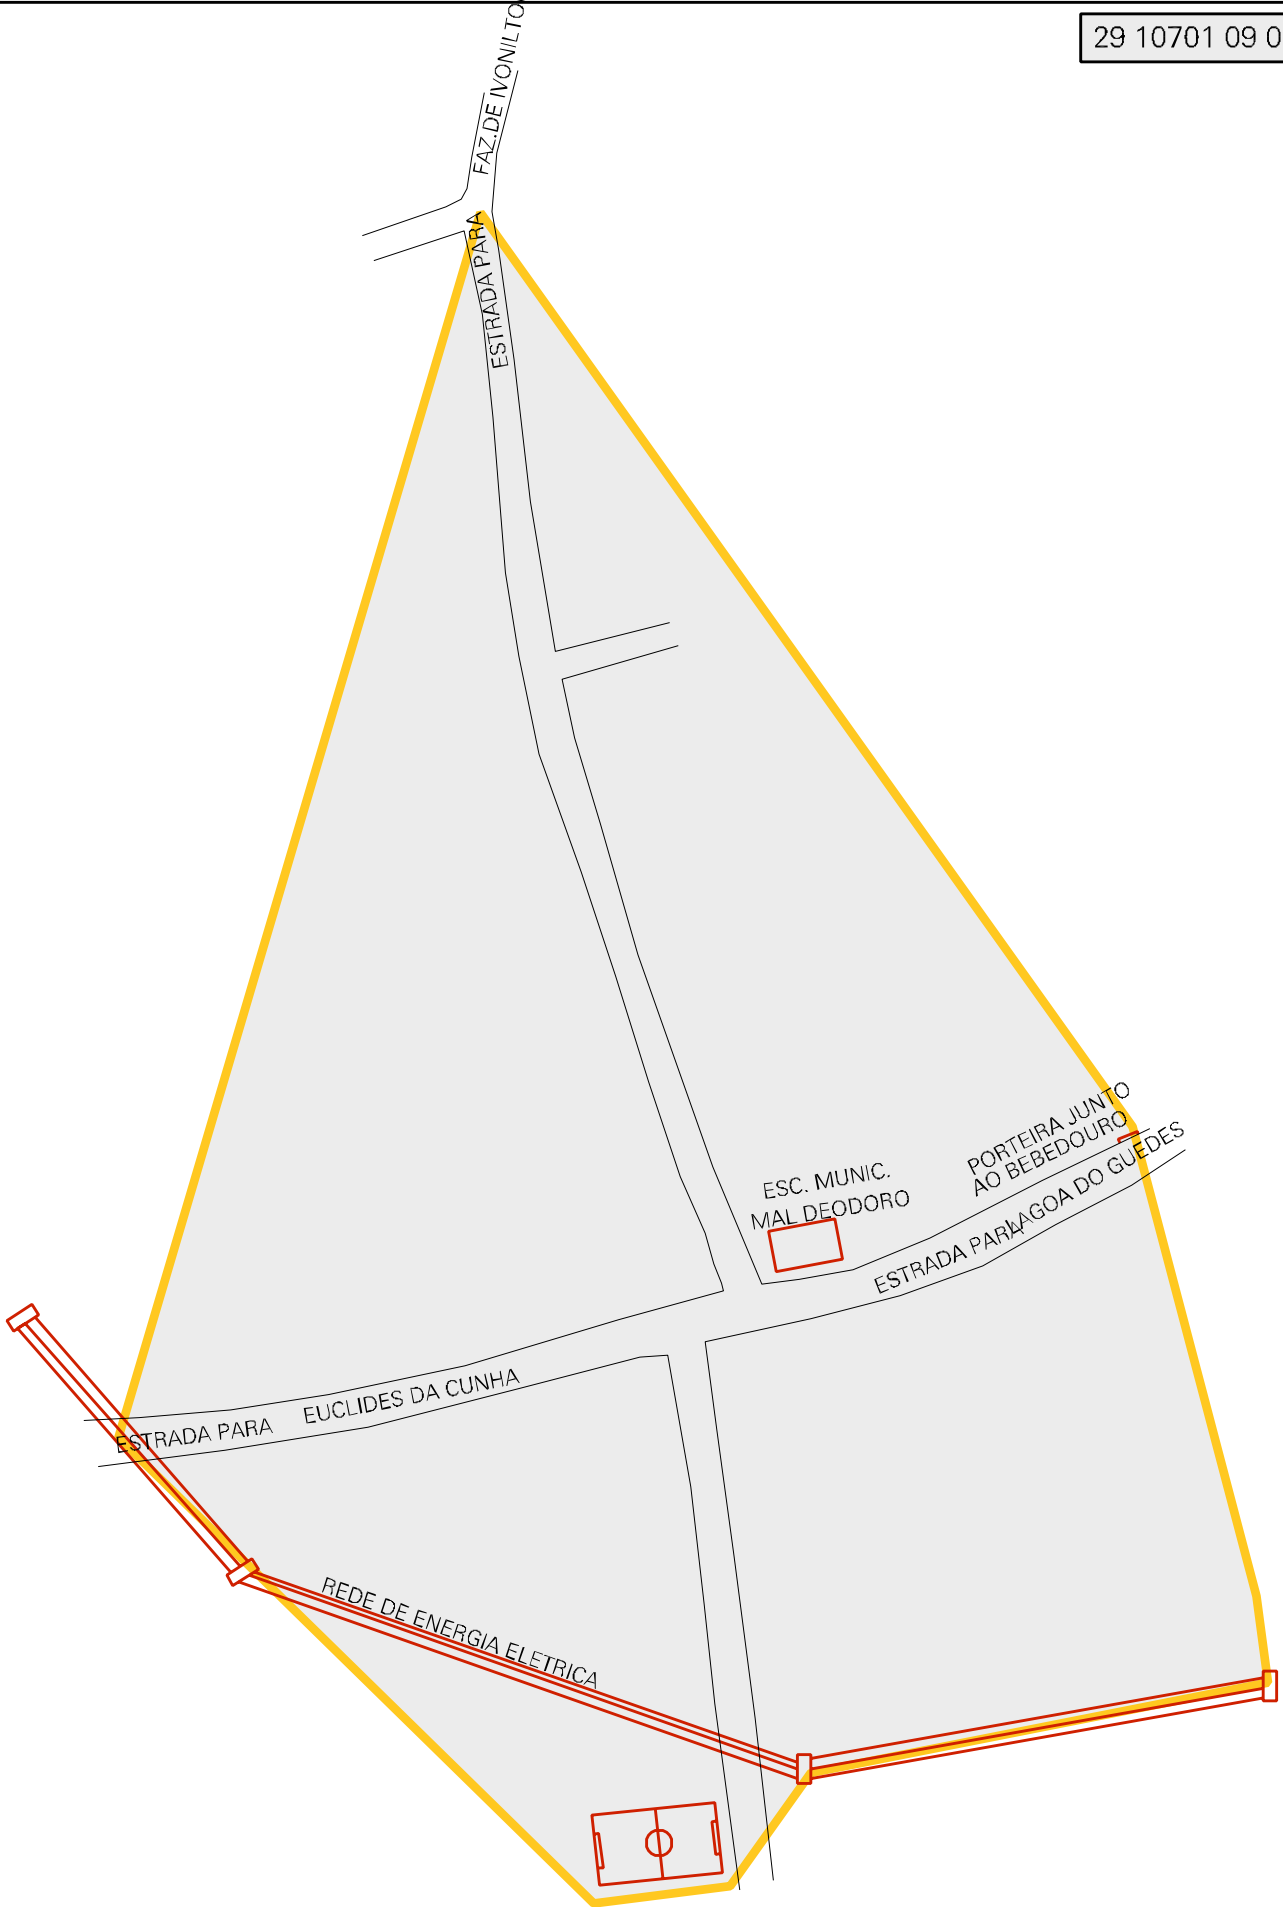 29 10701 09 0
FAZ.DE IVONILTO
ESTRADA PARA
PORTEIRA JUNTO
AO BEBEDOURO
ESC. MUNIC.
MAL DEODORO
ESTRADA PARA LAGOA DO GUEDES
ESTRADA PARA EUCLIDES DA CUNHA
REDE DE ENERGIA ELETRICA